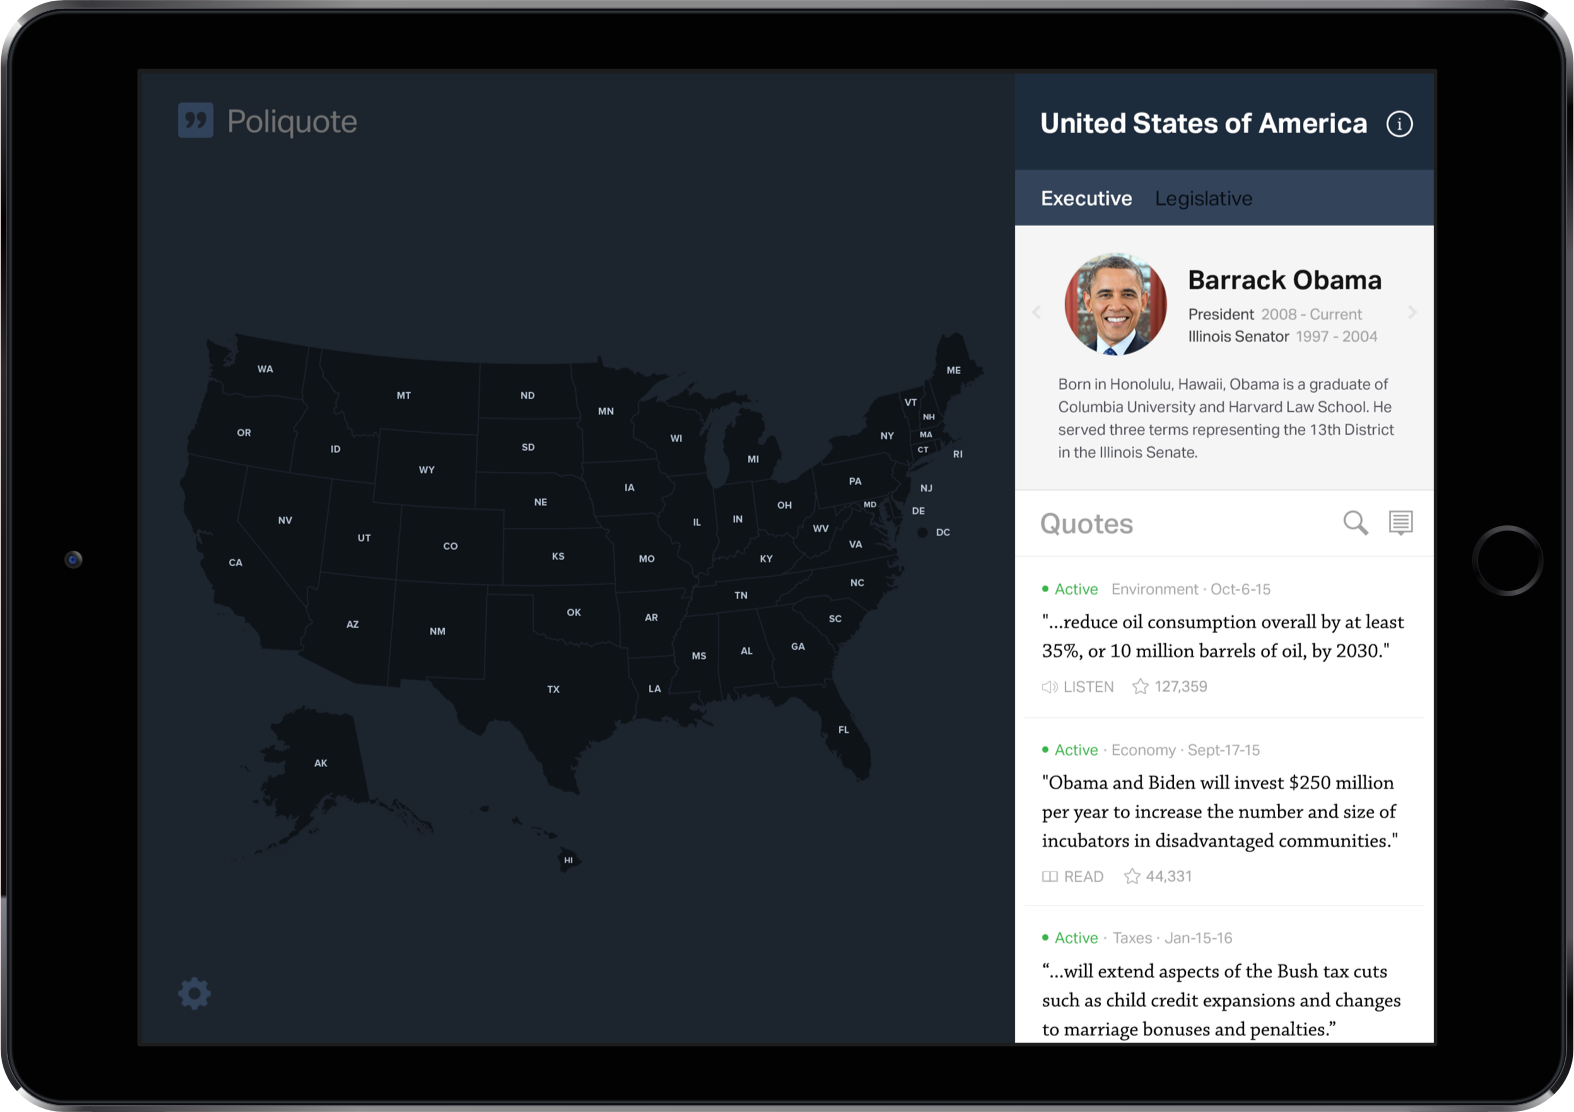 Poliquote
United States of America
Executive Legislative
Barrack Obama
President 2008 - Current
Illinois Senator 1997 - 2004
Born in Honolulu, Hawaii, Obama is a graduate of
Columbia University and Harvard Law School. He
served three terms representing the 13th District
in the Illinois Senate.
Quotes
• Active Environment · Oct-6-15
"...reduce oil consumption overall by at least
35%, or 10 million barrels of oil, by 2030."
LISTEN 127,359
• Active · Economy · Sept-17-15
"Obama and Biden will invest $250 million
per year to increase the number and size of
incubators in disadvantaged communities."
READ 44,331
• Active · Taxes · Jan-15-16
“...will extend aspects of the Bush tax cuts
such as child credit expansions and changes
to marriage bonuses and penalties.”
WA
MT
ND
MN
ME
VT
NH
OR
ID
SD
WI
NY
MA
CT
RI
WY
MI
PA
NJ
NE
IA
OH
MD
DE
NV
IL
IN
WV
DC
UT
CO
KS
MO
KY
VA
CA
NC
TN
AZ
NM
OK
AR
SC
MS
AL
GA
TX
LA
FL
AK
HI